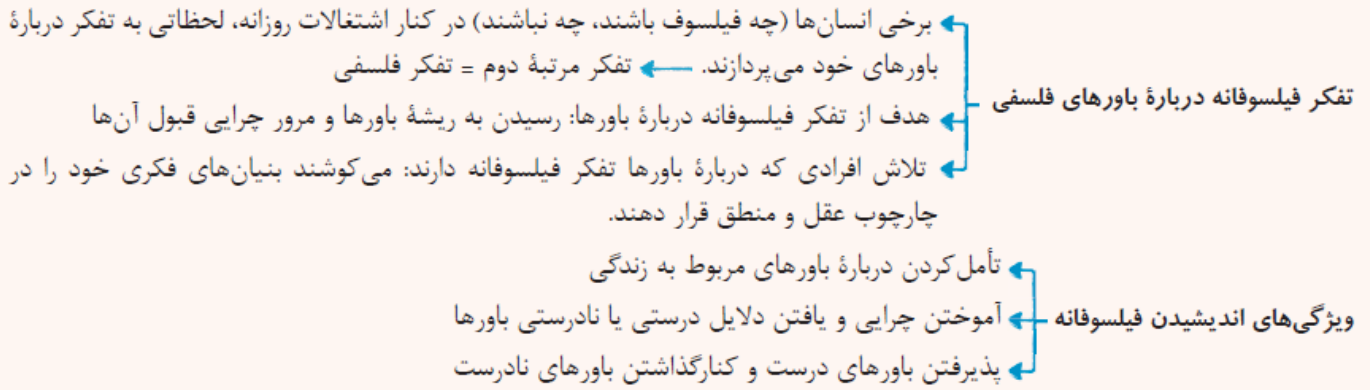 برخی انسان‌ها (چه فیلسوف باشند، چه نباشند) در کنار اشتغالات روزانه، لحظاتی به تفکر دربارهٔ
باورهای خود می‌پردازند. ← تفکر مرتبهٔ دوم = تفکر فلسفی
تفکر فیلسوفانه دربارهٔ باورهای فلسفی
هدف از تفکر فیلسوفانه دربارهٔ باورها: رسیدن به ریشهٔ باورها و مرور چرایی قبول آن‌ها
تلاش افرادی که دربارهٔ باورها تفکر فیلسوفانه دارند: می‌کوشند بنیان‌های فکری خود را در
چارچوب عقل و منطق قرار دهند.
تأمل‌کردن دربارهٔ باورهای مربوط به زندگی
ویژگی‌های اندیشیدن فیلسوفانه
آموختن چرایی و یافتن دلایل درستی یا نادرستی باورها
پذیرفتن باورهای درست و کنارگذاشتن باورهای نادرست